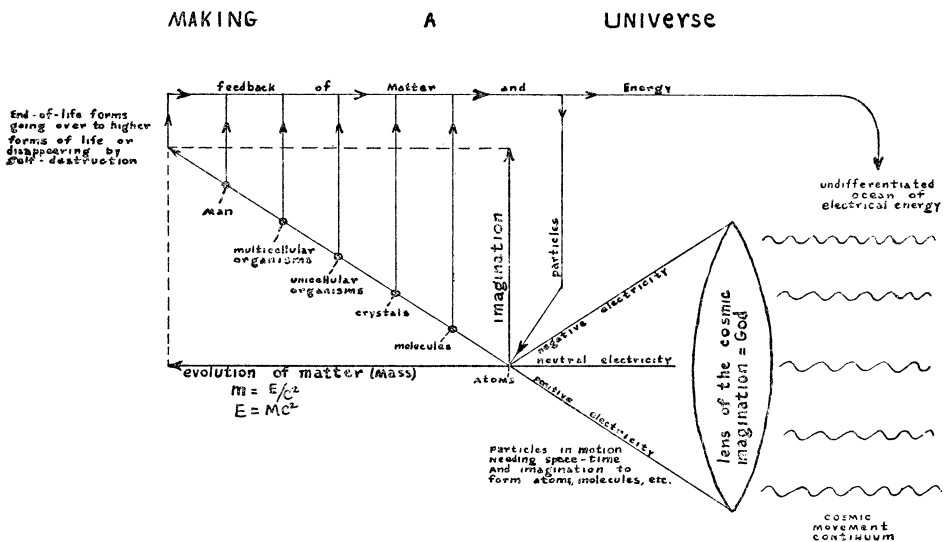 MAKING A UNIVERSE
feedback of Matter and Energy
End-of-life forms
going over to higher
forms of life or
disappearing by
self-destruction
undifferentiated
ocean of
electrical energy
man
multicellular
organisms
unicellular
organisms
crystals
molecules
imagination
particles
negative electricity
neutral electricity
positive electricity
lens of the cosmic
imagination = God
evolution of matter (mass)
m = E/c²
E = MC²
Atoms
Particles in motion
Needing space-time
And imagination to
form atoms, molecules, etc.
cosmic
movement
continuum